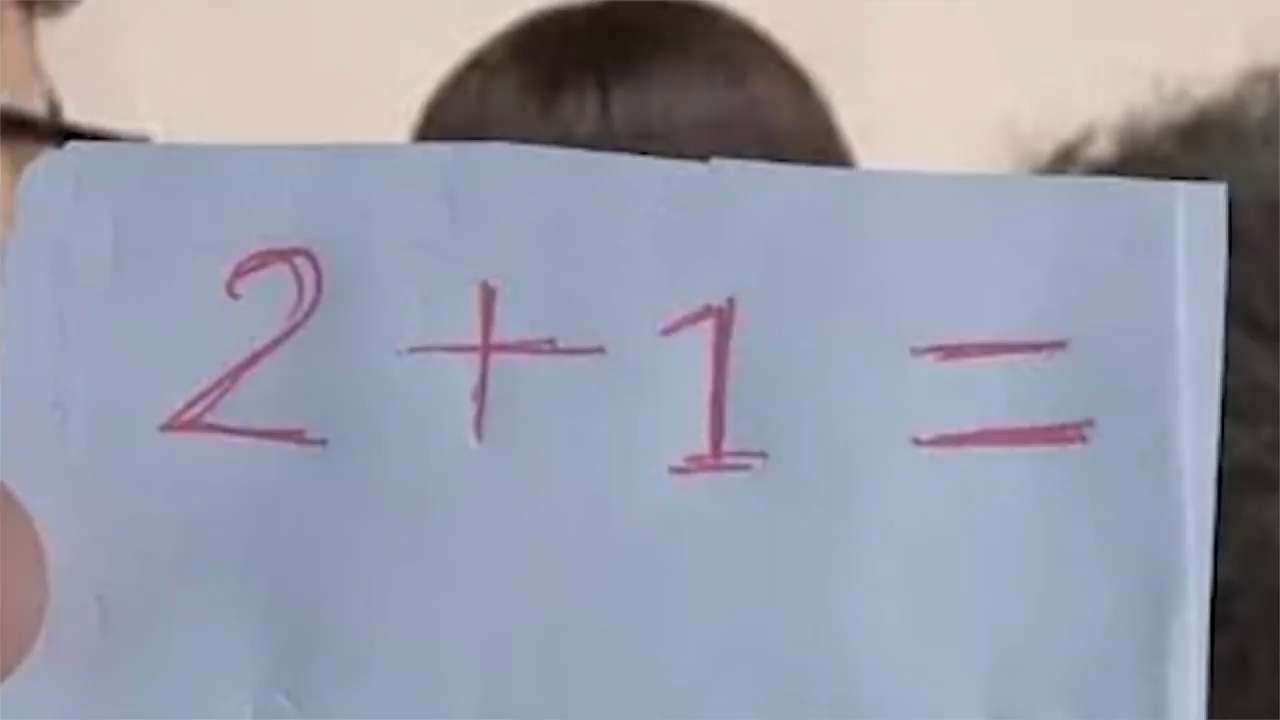 2+1 =